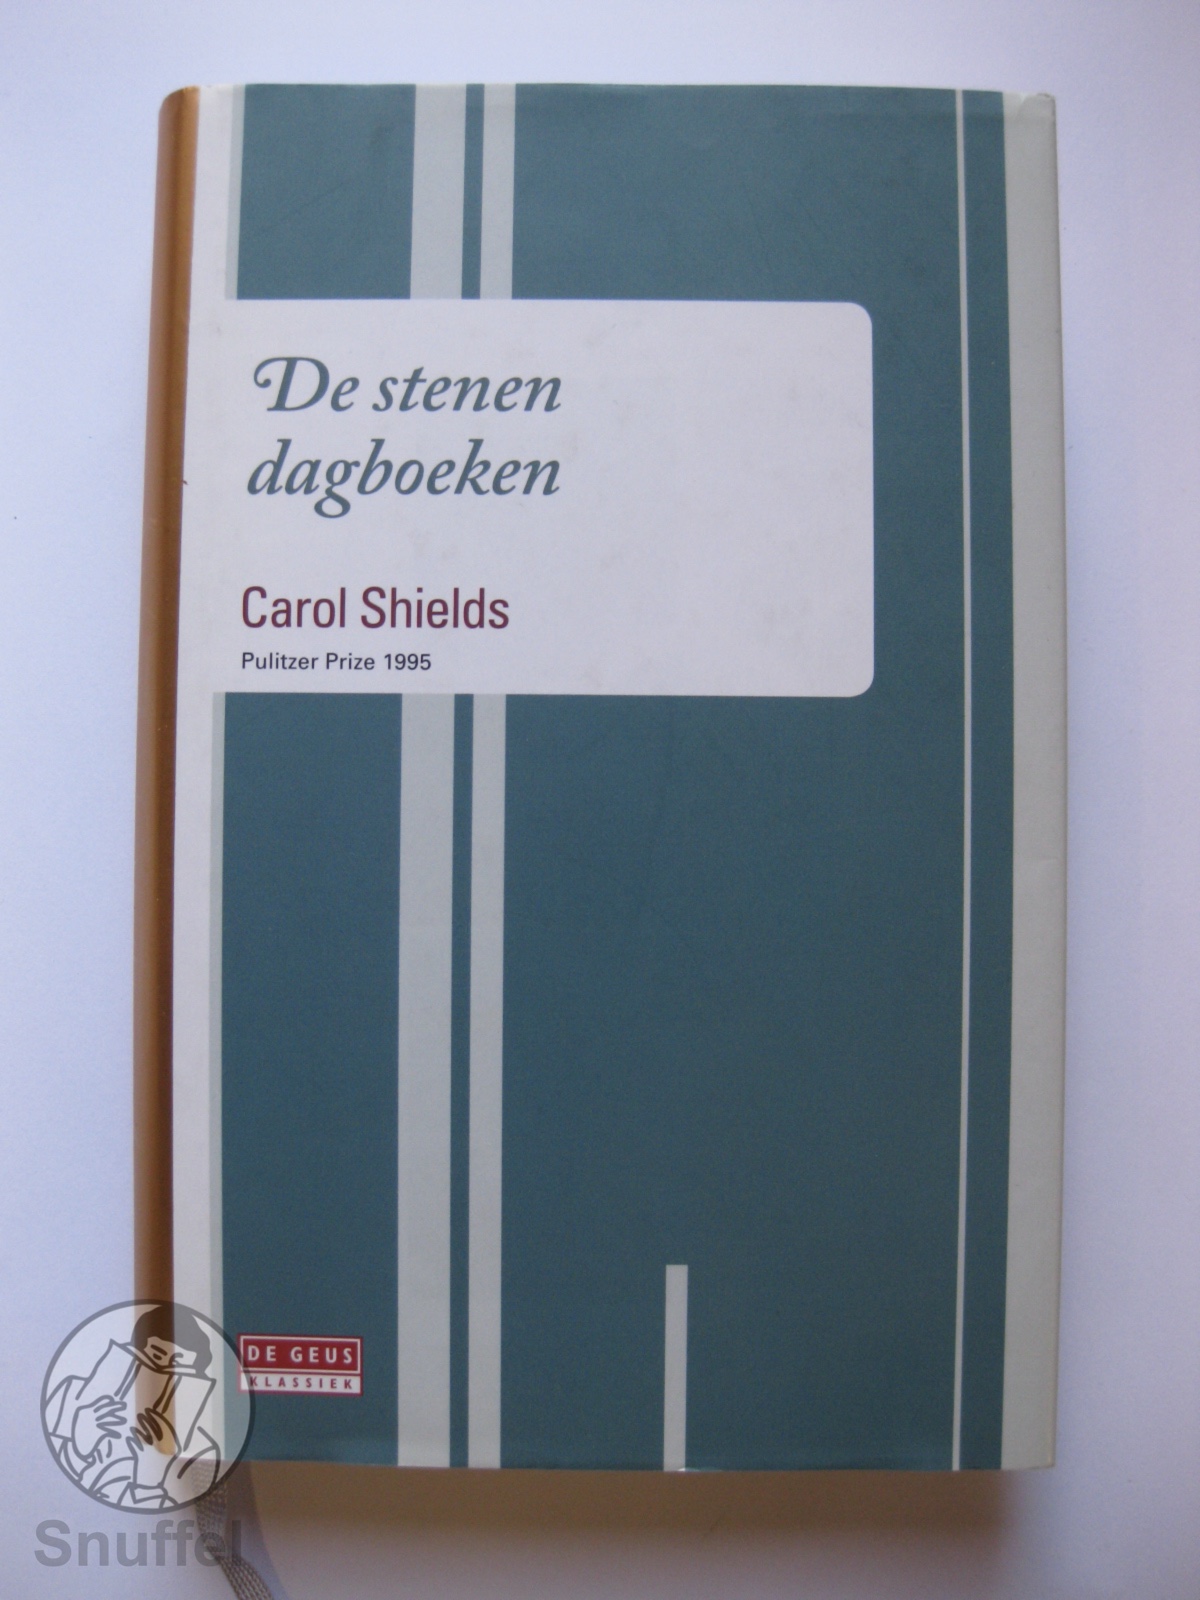 De stenen
dagboeken
Carol Shields
Pulitzer Prize 1995
DE GEUS
KLASSIEK
Snuffel